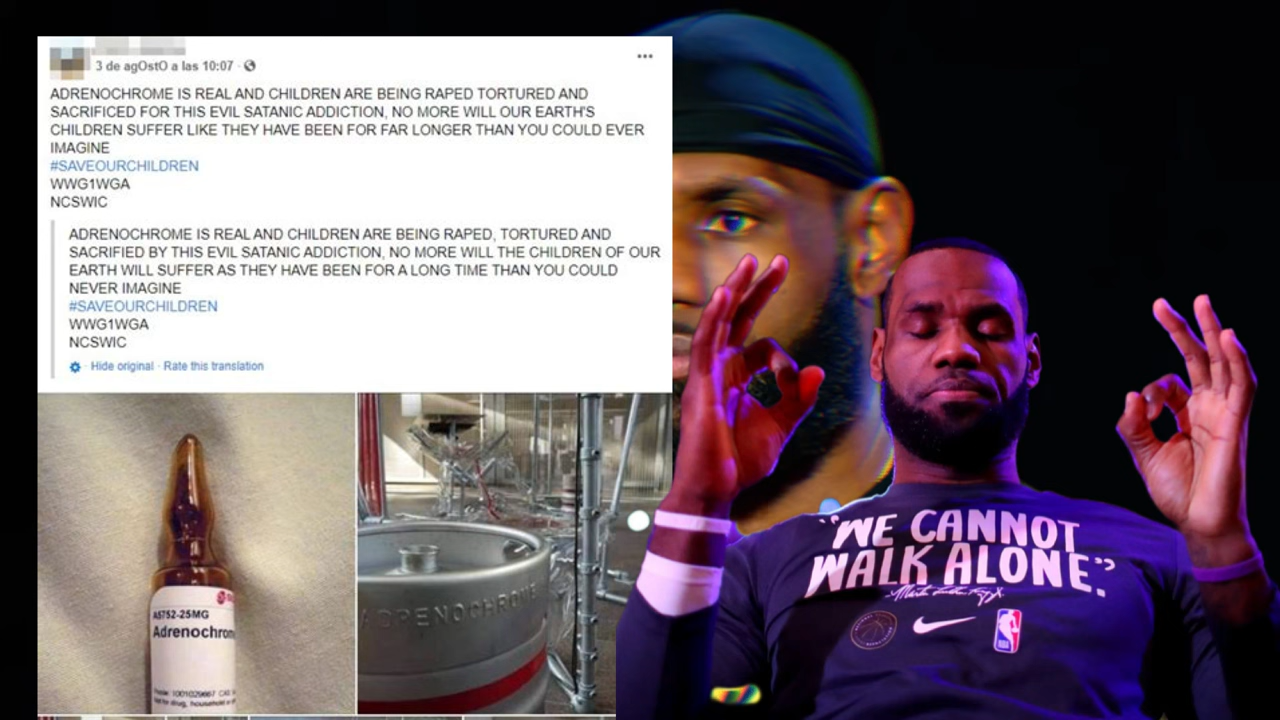 3 de agOstO a las 10:07
ADRENOCHROME IS REAL AND CHILDREN ARE BEING RAPED TORTURED AND
SACRIFICED FOR THIS EVIL SATANIC ADDICTION, NO MORE WILL OUR EARTH'S
CHILDREN SUFFER LIKE THEY HAVE BEEN FOR FAR LONGER THAN YOU COULD EVER
IMAGINE
#SAVEOURCHILDREN
WWG1WGA
NCSWIC
ADRENOCHROME IS REAL AND CHILDREN ARE BEING RAPED, TORTURED AND
SACRIFIED BY THIS EVIL SATANIC ADDICTION, NO MORE WILL THE CHILDREN OF OUR
EARTH WILL SUFFER AS THEY HAVE BEEN FOR A LONG TIME THAN YOU COULD
NEVER IMAGINE
#SAVEOURCHILDREN
WWG1WGA
NCSWIC
Hide original · Rate this translation
A5752-25MG
Adrenochrom
ADRENOCHROME
"WE CANNOT
WALK ALONE."